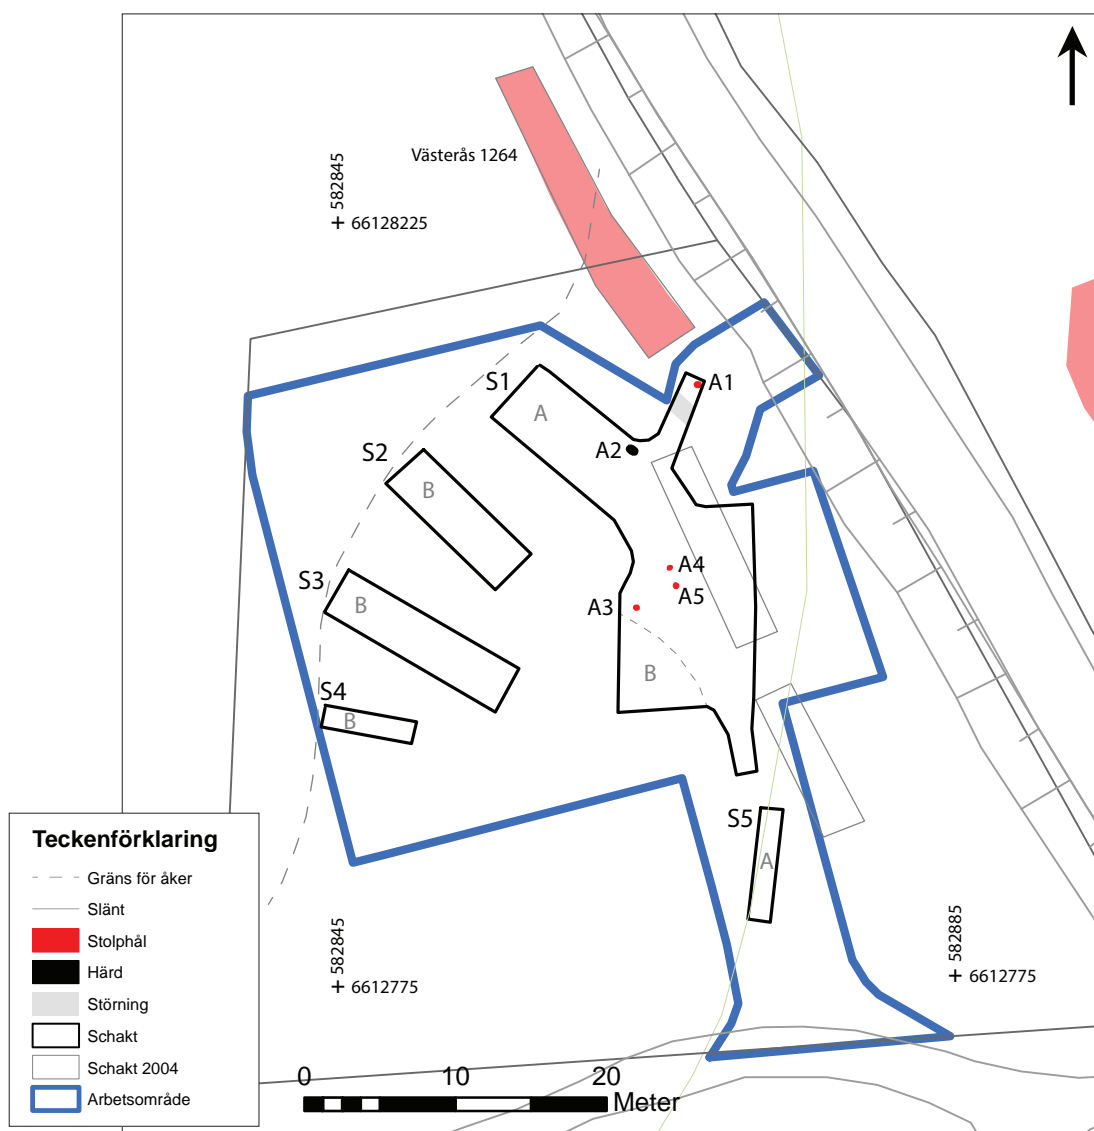 Västerås 1264
582845
+ 66128225
S1
A
A1
A2
S2
B
S3
B
A4
A5
A3
B
S4
B
S5
A
582845
+ 6612775
582885
+ 6612775
Teckenförklaring
Gräns för åker
Slänt
Stolphål
Härd
Störning
Schakt
Schakt 2004
Arbetsområde
0 10 20
Meter